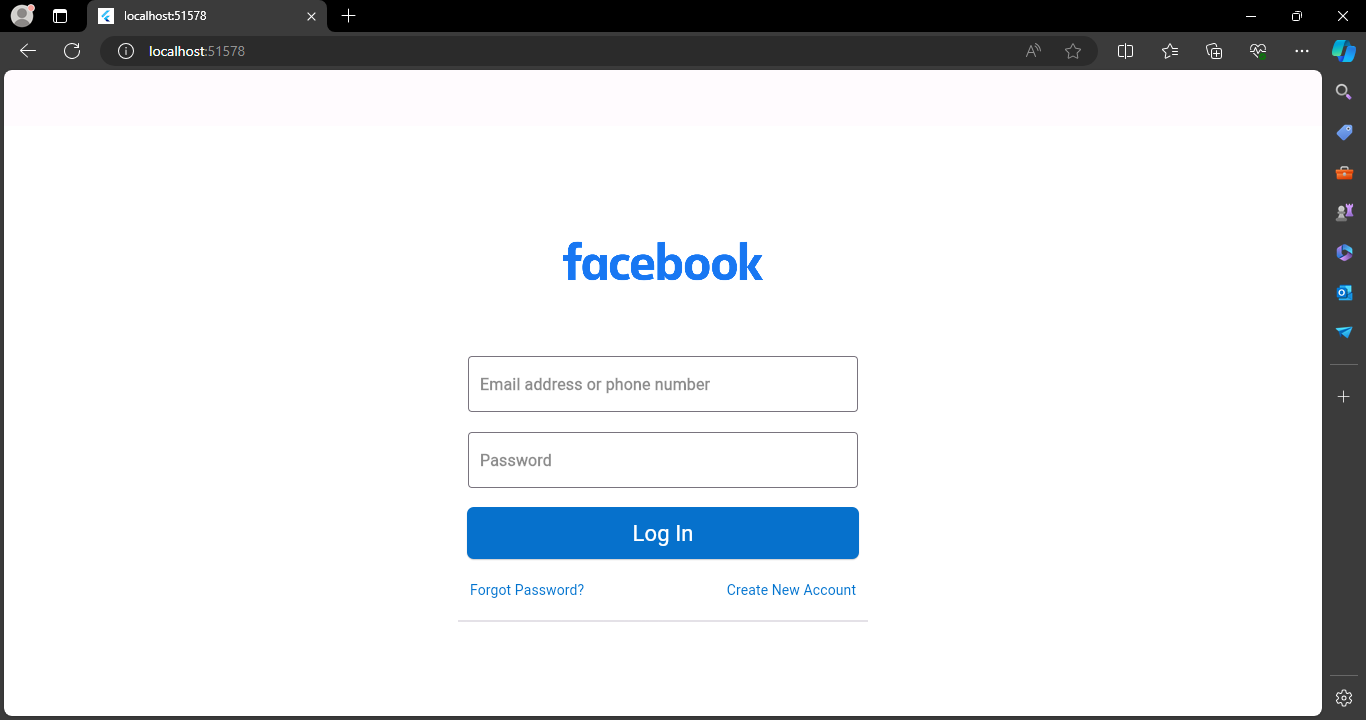 localhost:51578
localhost:51578
facebook
Email address or phone number
Password
Log In
Forgot Password?
Create New Account